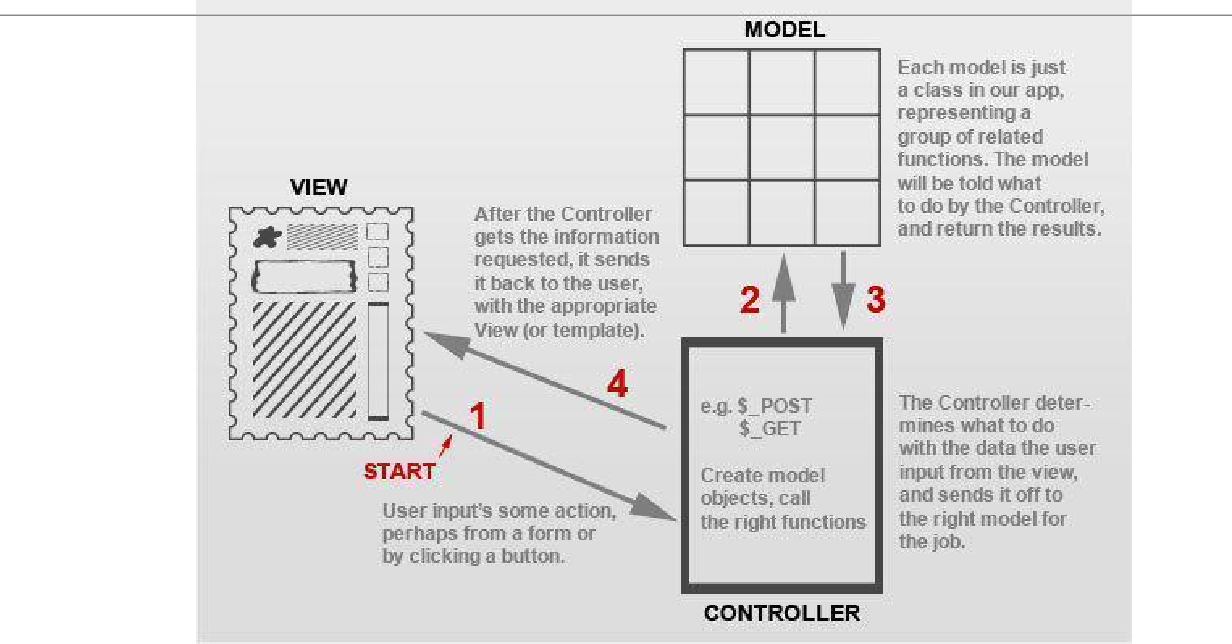 MODEL
Each model is just
a class in our app,
representing a
group of related
functions. The model
will be told what
to do by the Controller,
and return the results.
VIEW
After the Controller
gets the information
requested, it sends
it back to the user,
with the appropriate
View (or template).
2
3
4
1
START
User input's some action,
perhaps from a form or
by clicking a button.
e.g. $_POST
$_GET
Create model
objects, call
the right functions
The Controller deter-
mines what to do
with the data the user
input from the view,
and sends it off to
the right model for
the job.
CONTROLLER